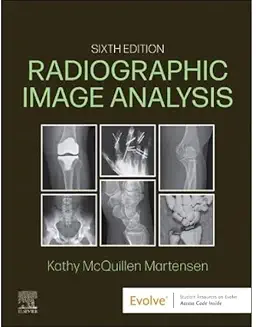 SIXTH EDITION
RADIOGRAPHIC
IMAGE ANALYSIS
Kathy McQuillen Martensen
ELSEVIER
Evolve
Student Resources on Evolve
Access Code Inside